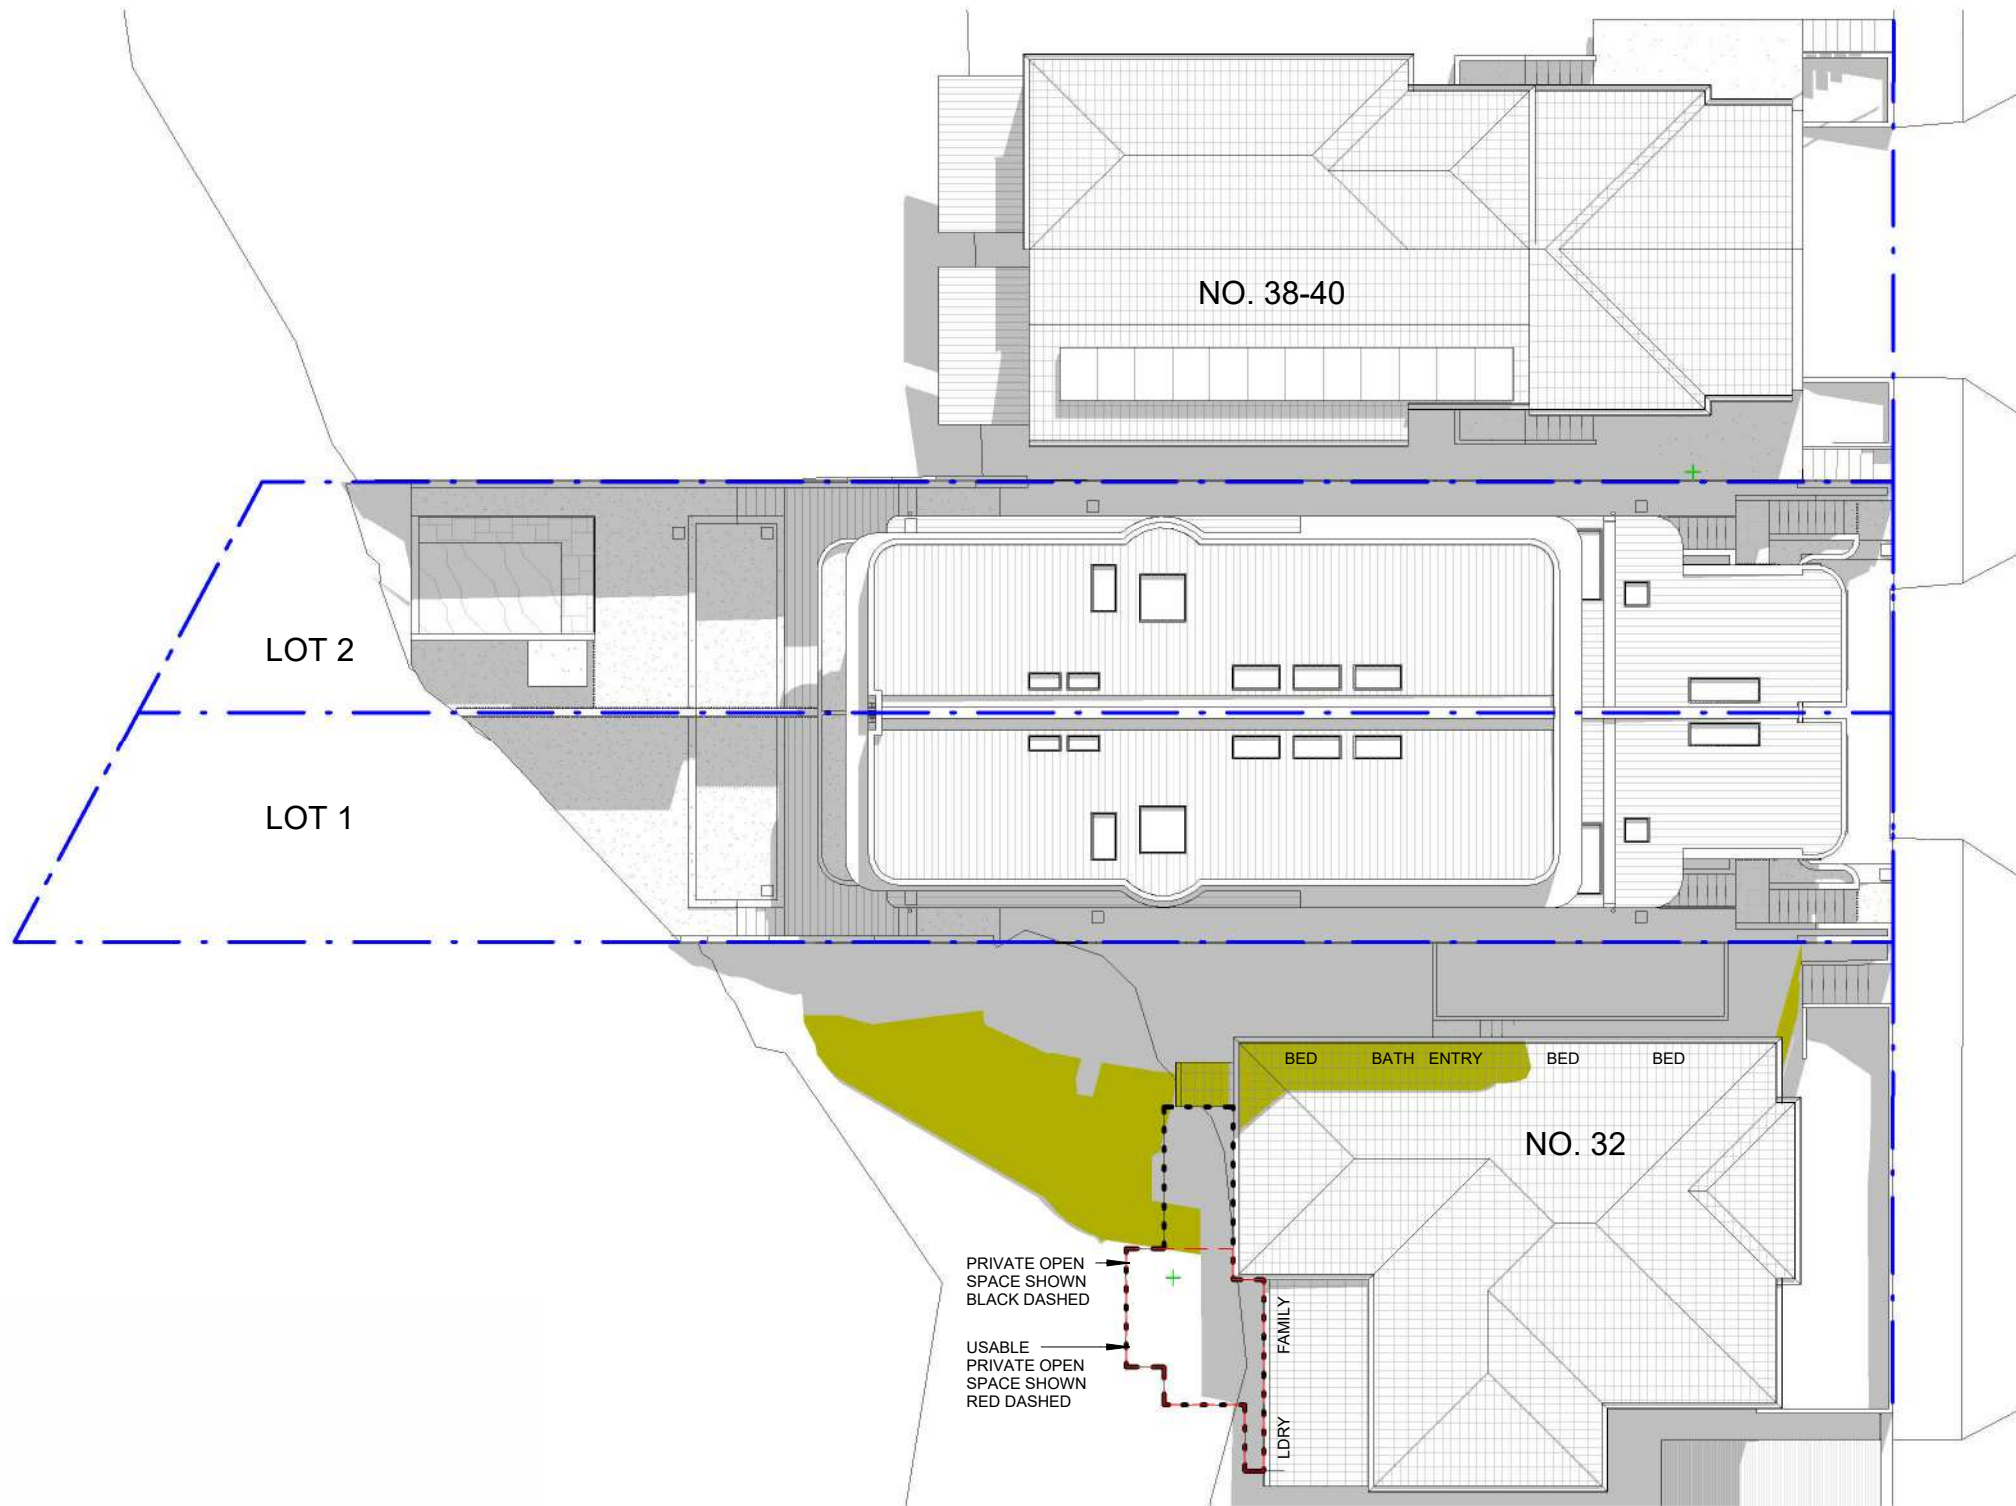 NO. 38-40
LOT 2
LOT 1
BED
BATH
ENTRY
BED
BED
NO. 32
PRIVATE OPEN
SPACE SHOWN
BLACK DASHED
FAMILY
USABLE
PRIVATE OPEN
SPACE SHOWN
RED DASHED
LDRY